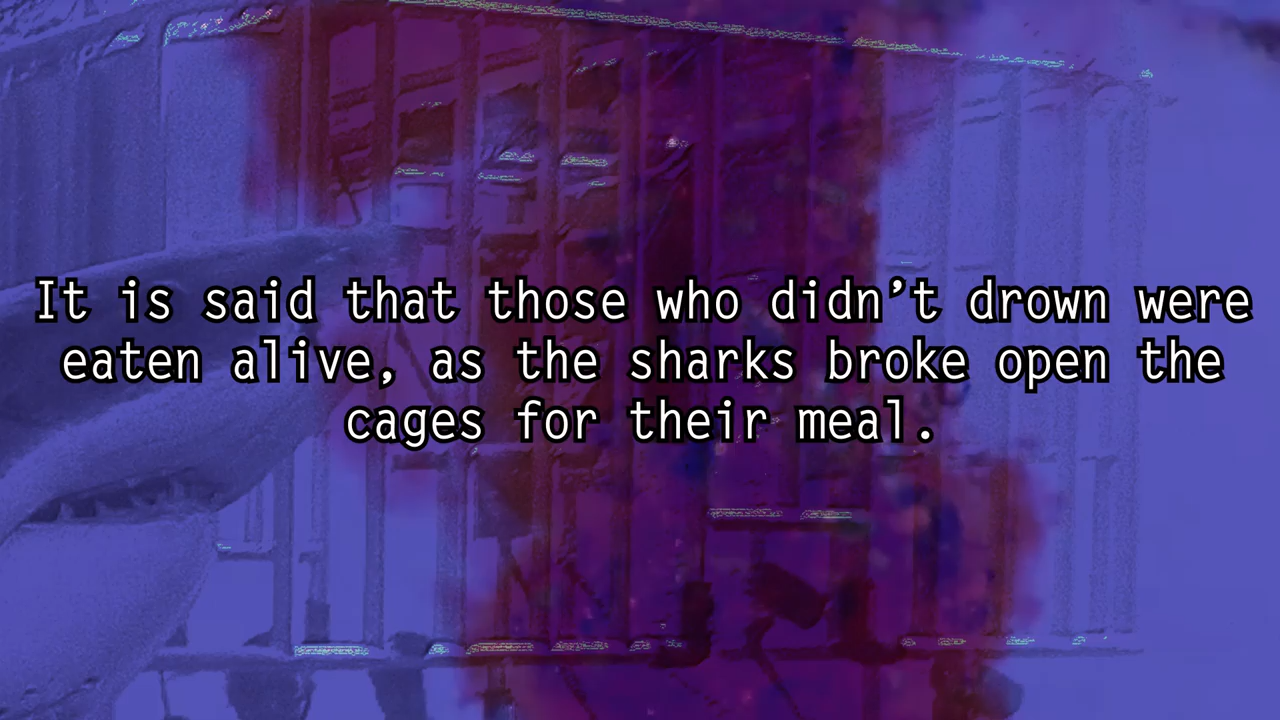 It is said that those who didn’t drown were
eaten alive, as the sharks broke open the
cages for their meal.